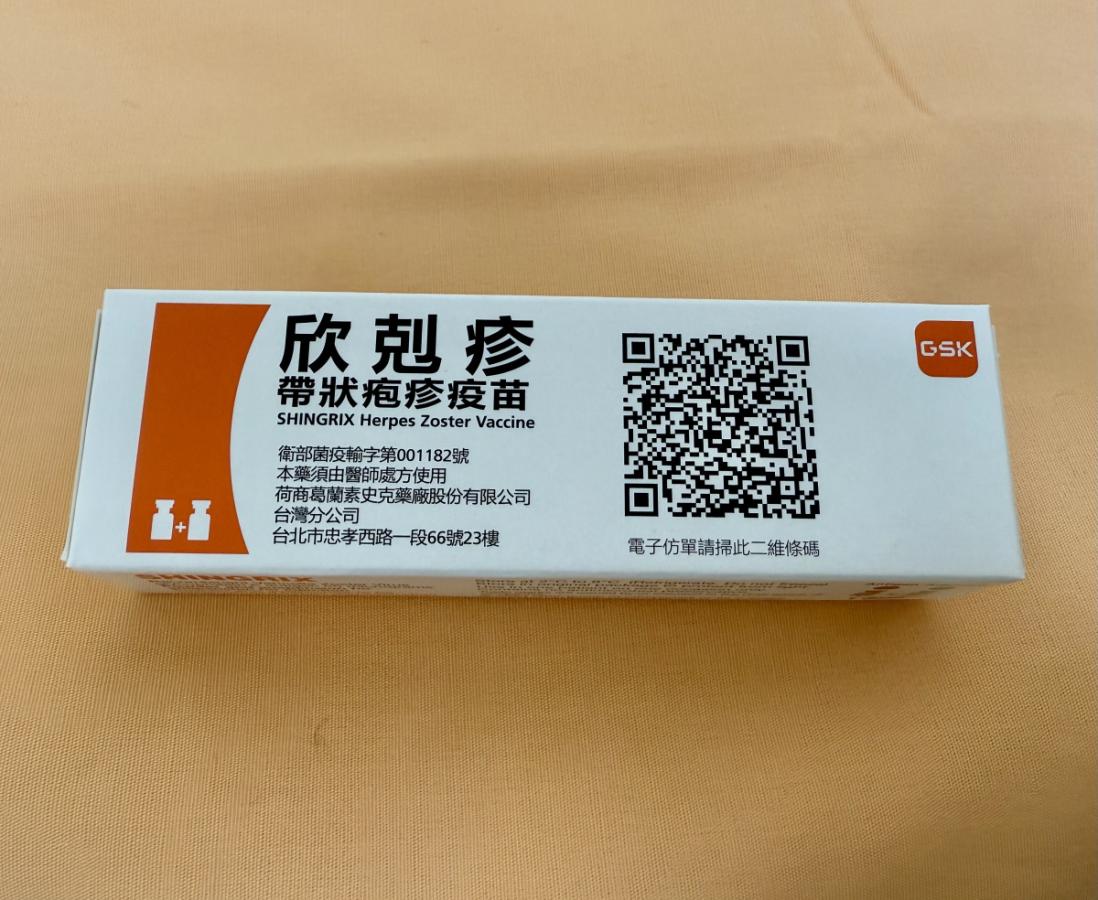 欣剋疹
帶狀疱疹疫苗
SHINGRIX Herpes Zoster Vaccine
衛部菌疫輸字第001182號
本藥須由醫師處方使用
荷商葛蘭素史克藥廠股份有限公司
台灣分公司
台北市忠孝西路一段66號23樓
電子仿單請掃此二維條碼
GSK
SHINGRIX